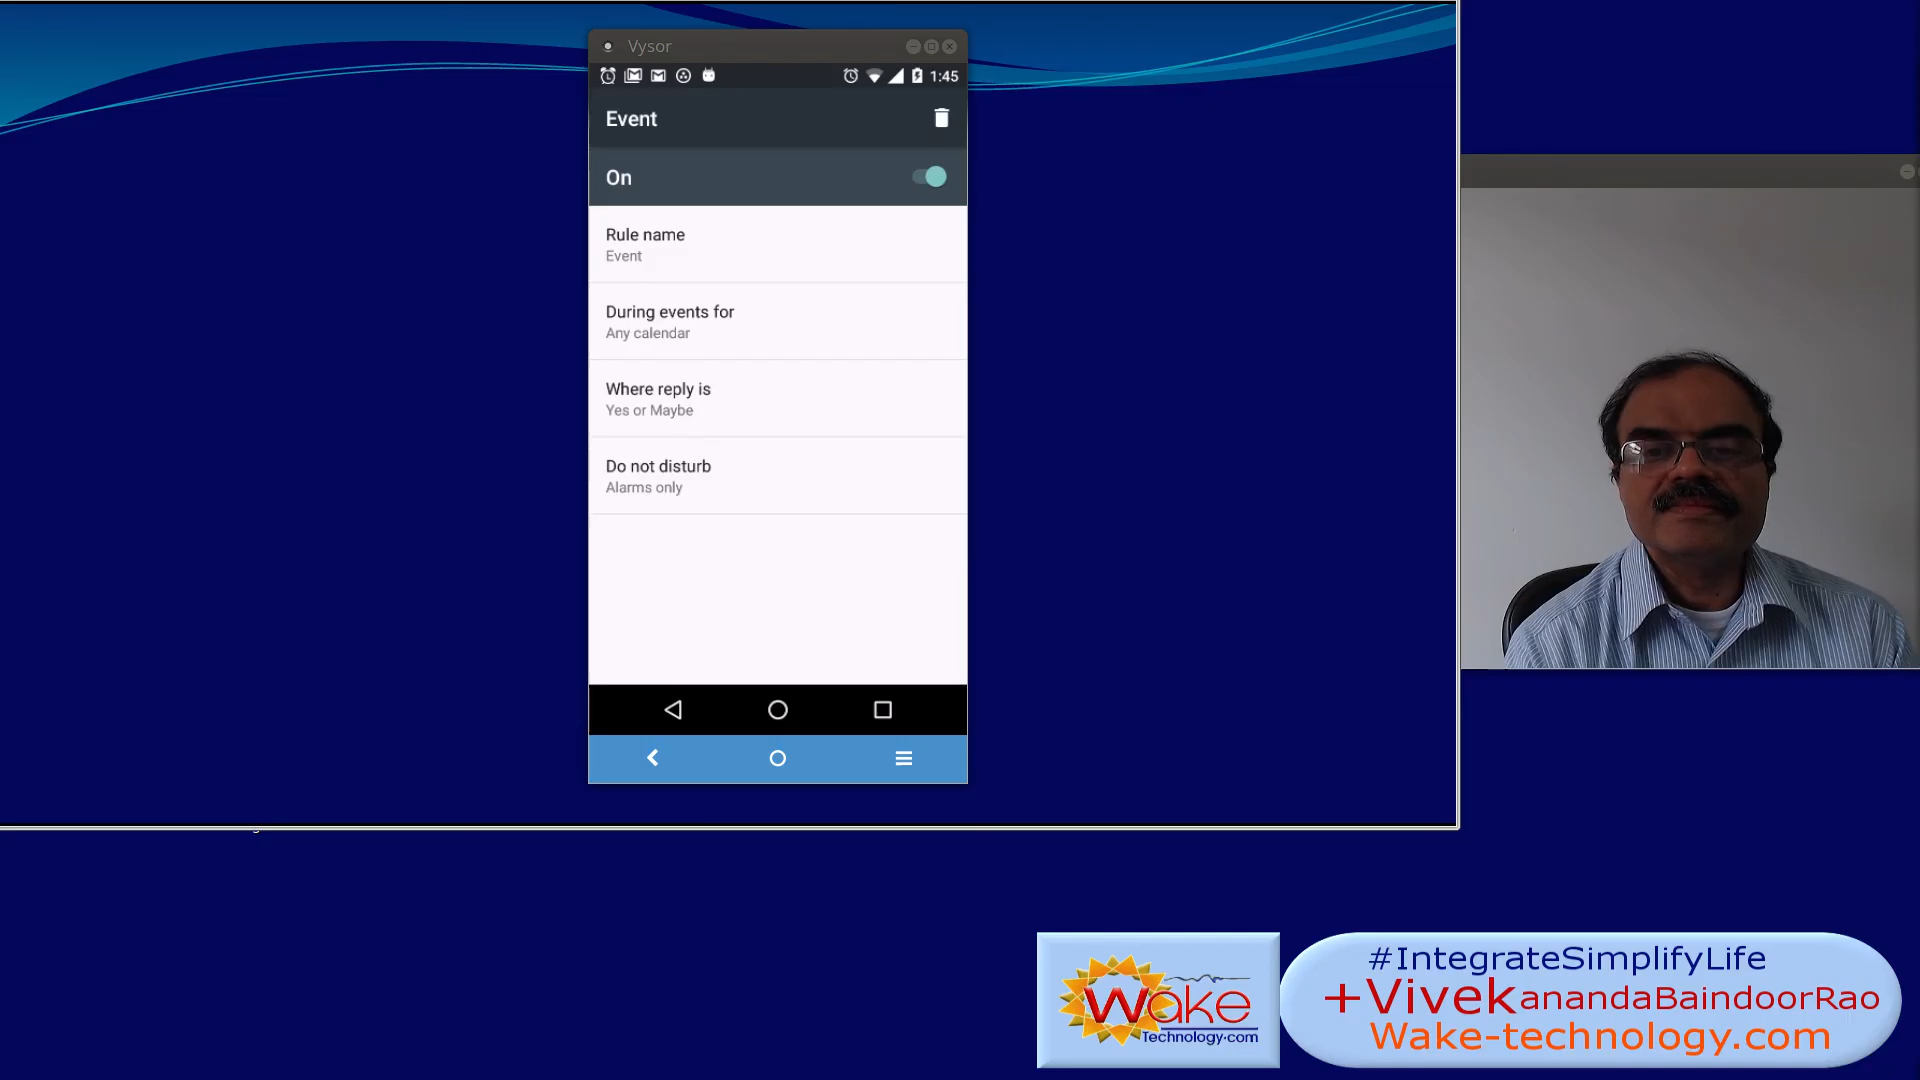 Vysor
1:45
Event
On
Rule name
Event
During events for
Any calendar
Where reply is
Yes or Maybe
Do not disturb
Alarms only
Wake
Technology.com
#IntegrateSimplifyLife
+VivekanandaBaindoorRao
Wake-technology.com